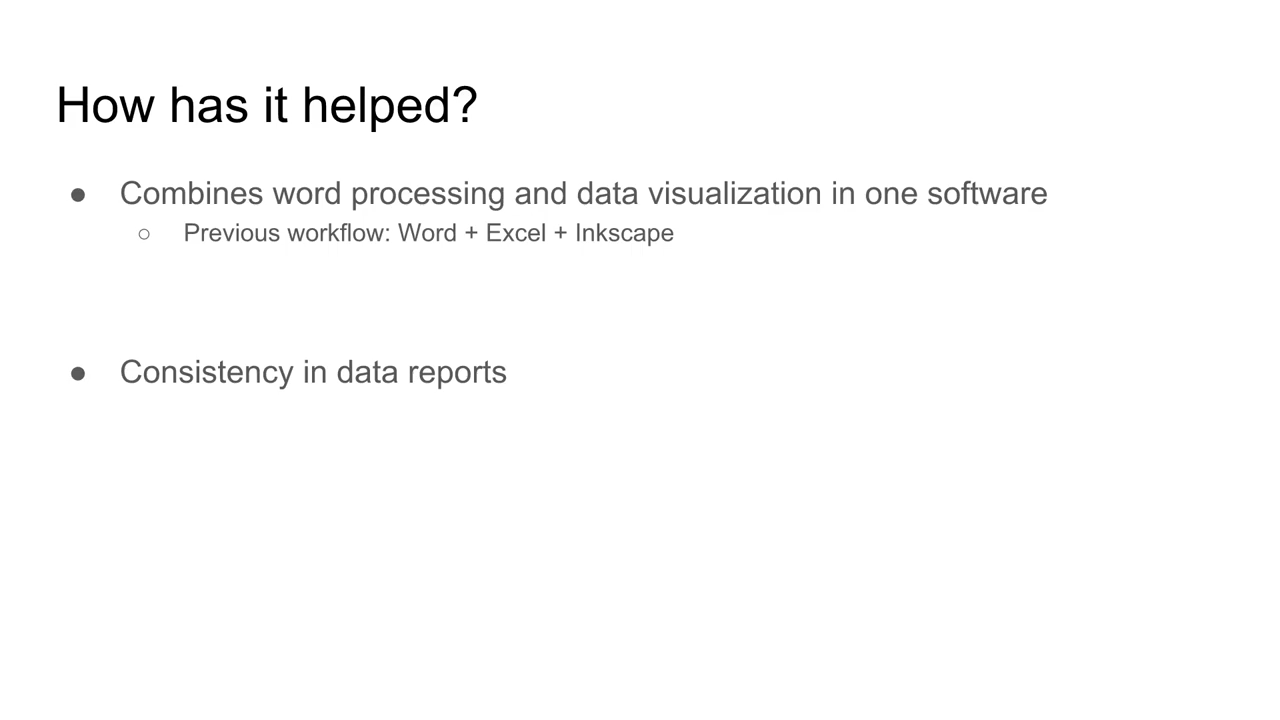 How has it helped?
● Combines word processing and data visualization in one software
○ Previous workflow: Word + Excel + Inkscape
● Consistency in data reports